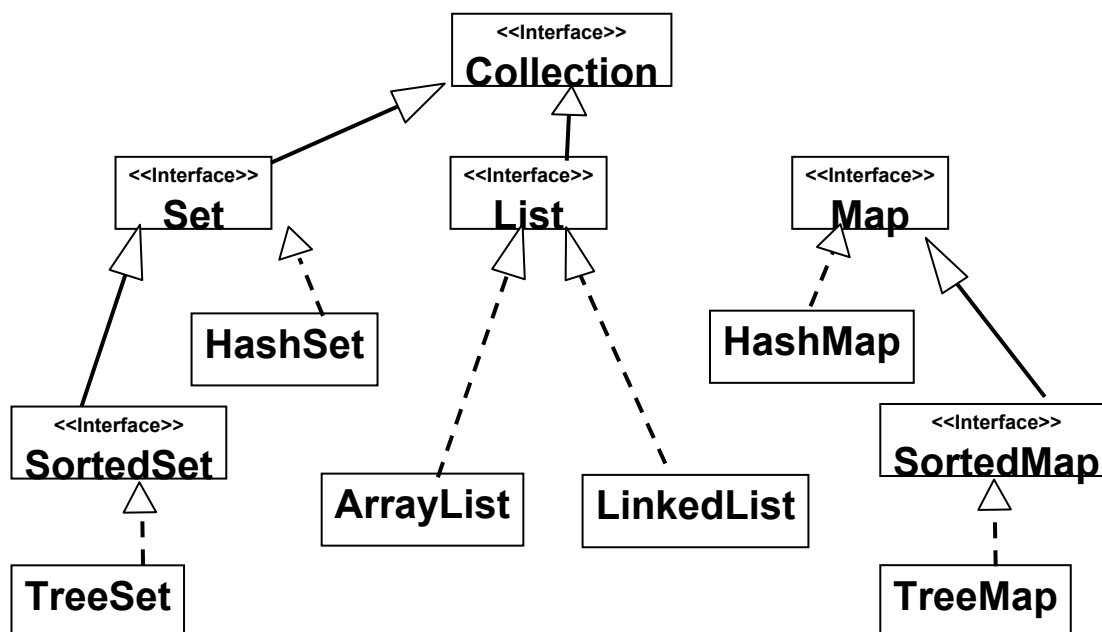 <<Interface>>
Collection
<<Interface>>
Set
<<Interface>>
List
<<Interface>>
Map
HashSet
HashMap
<<Interface>>
SortedSet
<<Interface>>
SortedMap
ArrayList
LinkedList
TreeSet
TreeMap